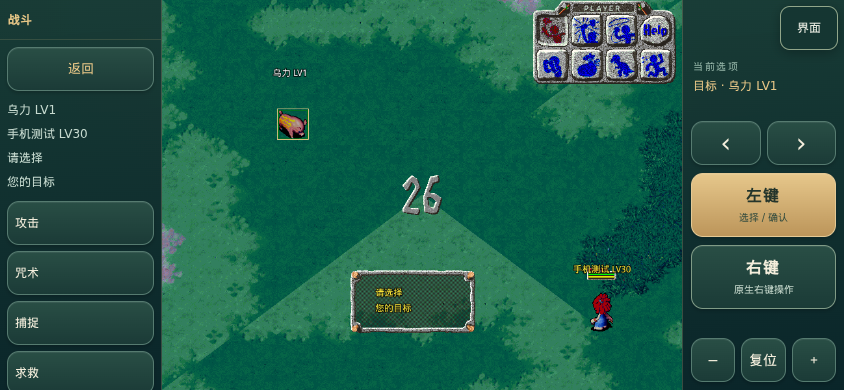 战斗
返回
乌力 LV1
手机测试 LV30
请选择
您的目标
攻击
咒术
捕捉
求救
乌力 LV1
26
请选择
您的目标
手机测试 LV30
PLAYER
Help
界面
当前选项
目标 · 乌力 LV1
‹
›
左键
选择 / 确认
右键
原生右键操作
−
复位
+